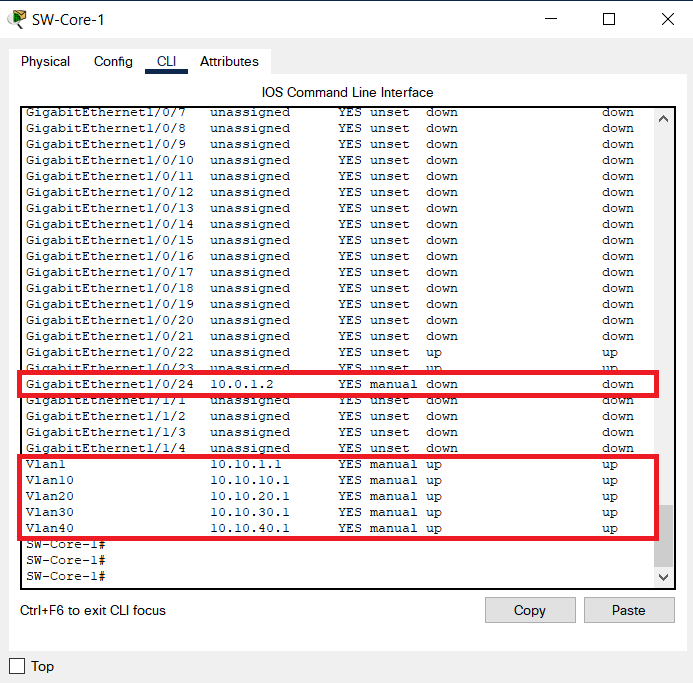 SW-Core-1
Physical Config CLI Attributes
IOS Command Line Interface
GigabitEthernet1/0/7 unassigned YES unset down down
GigabitEthernet1/0/8 unassigned YES unset down down
GigabitEthernet1/0/9 unassigned YES unset down down
GigabitEthernet1/0/10 unassigned YES unset down down
GigabitEthernet1/0/11 unassigned YES unset down down
GigabitEthernet1/0/12 unassigned YES unset down down
GigabitEthernet1/0/13 unassigned YES unset down down
GigabitEthernet1/0/14 unassigned YES unset down down
GigabitEthernet1/0/15 unassigned YES unset down down
GigabitEthernet1/0/16 unassigned YES unset down down
GigabitEthernet1/0/17 unassigned YES unset down down
GigabitEthernet1/0/18 unassigned YES unset down down
GigabitEthernet1/0/19 unassigned YES unset down down
GigabitEthernet1/0/20 unassigned YES unset down down
GigabitEthernet1/0/21 unassigned YES unset down down
GigabitEthernet1/0/22 unassigned YES unset up up
GigabitEthernet1/0/23 unassigned YES unset up up
GigabitEthernet1/0/24 10.0.1.2 YES manual down down
GigabitEthernet1/1/1 unassigned YES unset down down
GigabitEthernet1/1/2 unassigned YES unset down down
GigabitEthernet1/1/3 unassigned YES unset down down
GigabitEthernet1/1/4 unassigned YES unset down down
Vlan1 10.10.1.1 YES manual up up
Vlan10 10.10.10.1 YES manual up up
Vlan20 10.10.20.1 YES manual up up
Vlan30 10.10.30.1 YES manual up up
Vlan40 10.10.40.1 YES manual up up
SW-Core-1#
SW-Core-1#
SW-Core-1#
Ctrl+F6 to exit CLI focus
Copy Paste
Top